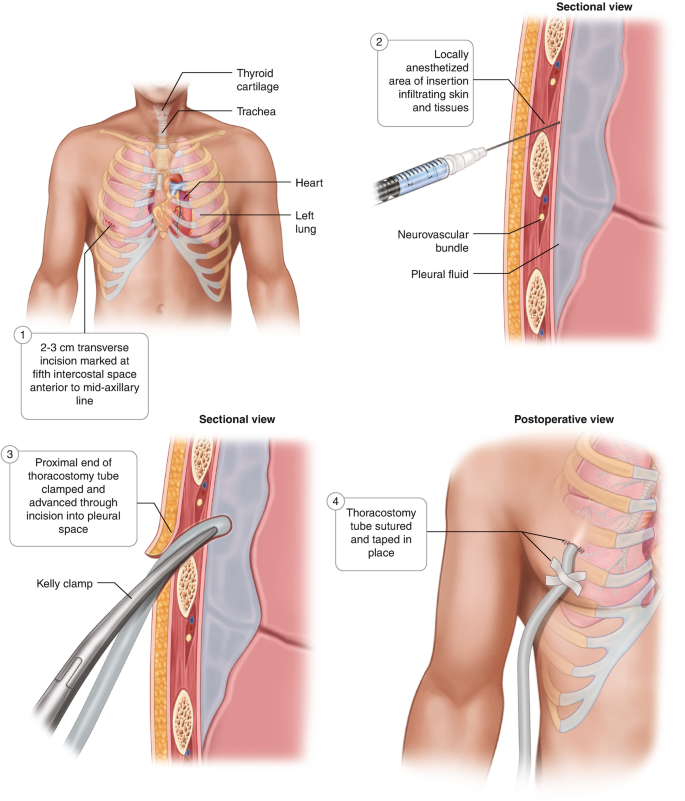 Sectional view
2
Locally
anesthetized
area of insertion
infiltrating skin
and tissues
Thyroid
cartilage
Trachea
Heart
Left
lung
Neurovascular
bundle
Pleural fluid
1
2-3 cm transverse
incision marked at
fifth intercostal space
anterior to mid-axillary
line
Sectional view
3
Proximal end of
thoracostomy tube
clamped and
advanced through
incision into pleural
space
Kelly clamp
Postoperative view
4
Thoracostomy
tube sutured
and taped in
place